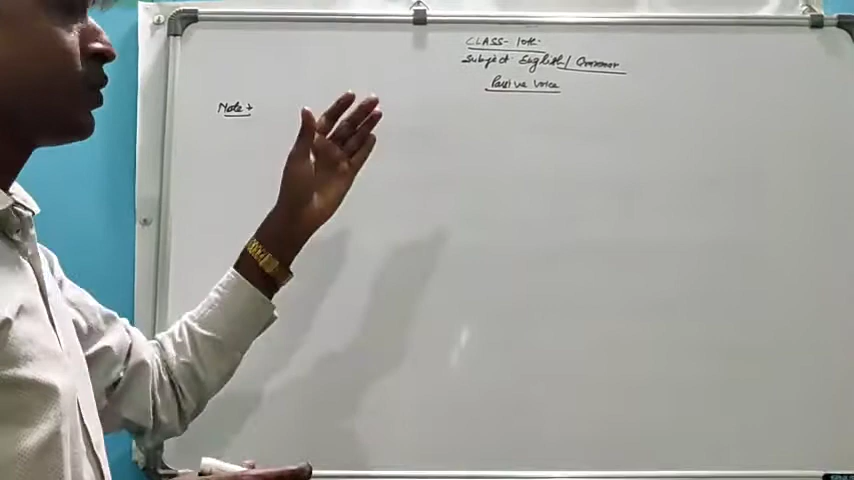 CLASS- 10th
Subject English / Grammar
Passive Voice
Note →